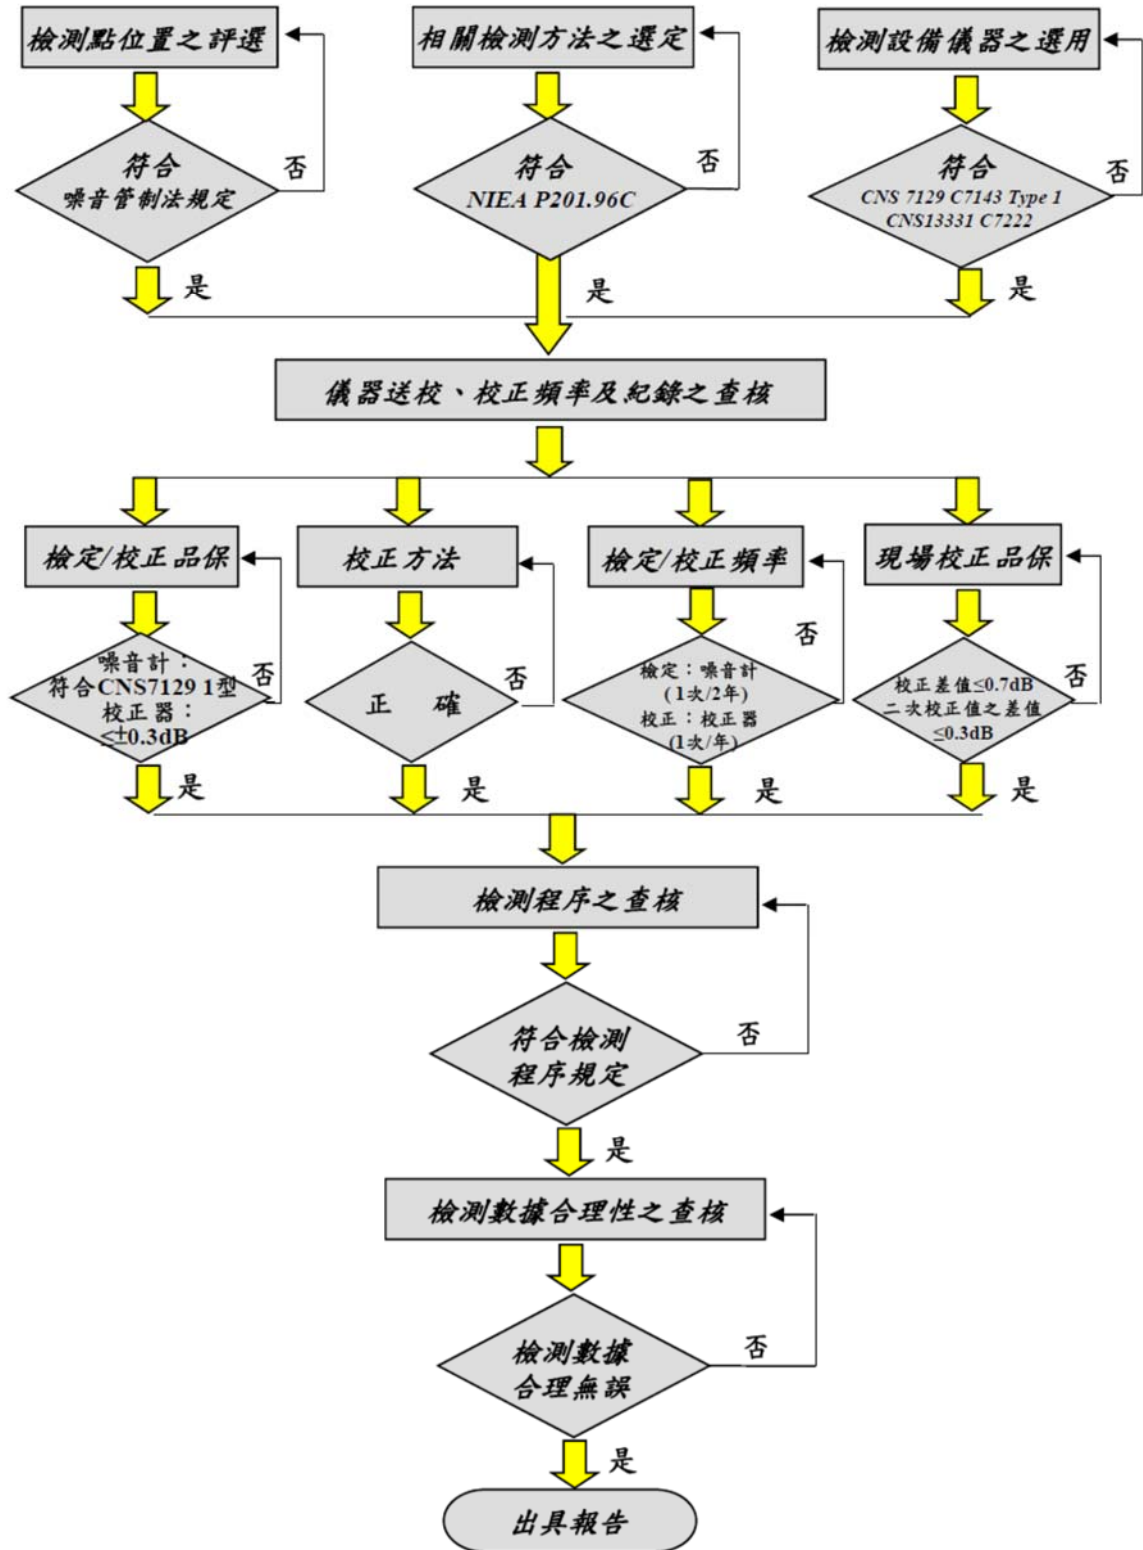 檢測點位置之評選
相關檢測方法之選定
檢測設備儀器之選用
符合
噪音管制法規定
否
符合
NIEA P201.96C
否
符合
CNS 7129 C7143 Type 1
CNS13331 C7222
否
是
是
是
儀器送校、校正頻率及紀錄之查核
檢定/校正品保
校正方法
檢定/校正頻率
現場校正品保
噪音計：
符合CNS7129 1型
校正器：
≤±0.3dB
否
正 確
否
檢定：噪音計
(1次/2年)
校正：校正器
(1次/年)
否
校正差值≤0.7dB
二次校正值之差值
≤0.3dB
否
是
是
是
是
檢測程序之查核
符合檢測
程序規定
否
是
檢測數據合理性之查核
檢測數據
合理無誤
否
是
出具報告